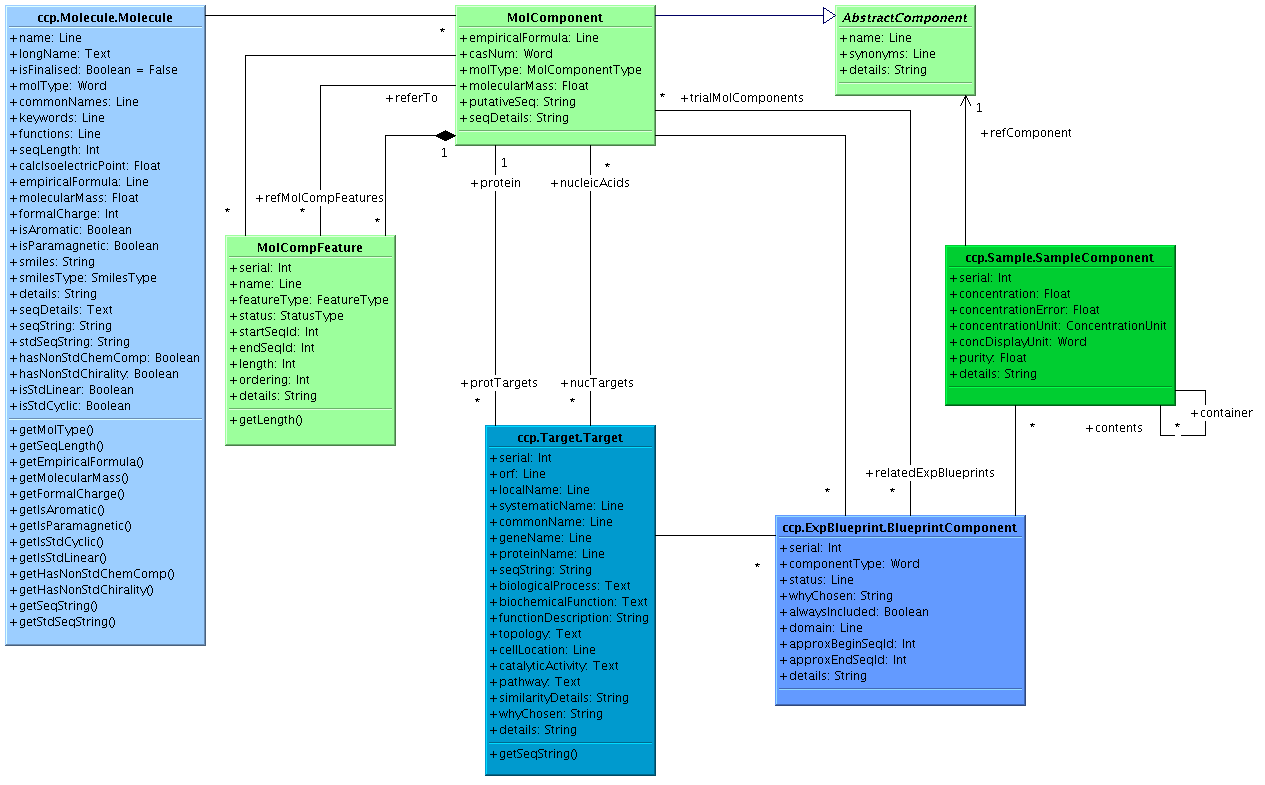 ccp.Molecule.Molecule
+name: Line
+longName: Text
+isFinalised: Boolean = False
+molType: Word
+commonNames: Line
+keywords: Line
+functions: Line
+seqLength: Int
+calcIsoelectricPoint: Float
+empiricalFormula: Line
+molecularMass: Float
+formalCharge: Int
+isAromatic: Boolean
+isParamagnetic: Boolean
+smiles: String
+smilesType: SmilesType
+details: String
+seqDetails: Text
+seqString: String
+stdSeqString: String
+hasNonStdChemComp: Boolean
+hasNonStdChirality: Boolean
+isStdLinear: Boolean
+isStdCyclic: Boolean
+getMolType()
+getSeqLength()
+getEmpiricalFormula()
+getMolecularMass()
+getFormalCharge()
+getIsAromatic()
+getIsParamagnetic()
+getIsStdCyclic()
+getIsStdLinear()
+getHasNonStdChemComp()
+getHasNonStdChirality()
+getSeqString()
+getStdSeqString()
*
MolComponent
+empiricalFormula: Line
+casNum: Word
+molType: MolComponentType
+molecularMass: Float
+putativeSeq: String
+seqDetails: String
AbstractComponent
+name: Line
+synonyms: Line
+details: String
+referTo
1
* +trialMolComponents
1
+refComponent
1
+protein
*
+nucleicAcids
+refMolCompFeatures
*
*
*
MolCompFeature
+serial: Int
+name: Line
+featureType: FeatureType
+status: StatusType
+startSeqId: Int
+endSeqId: Int
+length: Int
+ordering: Int
+details: String
+getLength()
ccp.Sample.SampleComponent
+serial: Int
+concentration: Float
+concentrationError: Float
+concentrationUnit: ConcentrationUnit
+concDisplayUnit: Word
+purity: Float
+details: String
+container
*
+contents
*
+protTargets
*
+nucTargets
*
ccp.Target.Target
+serial: Int
+orf: Line
+localName: Line
+systematicName: Line
+commonName: Line
+geneName: Line
+proteinName: Line
+seqString: String
+biologicalProcess: Text
+biochemicalFunction: Text
+functionDescription: String
+topology: Text
+cellLocation: Line
+catalyticActivity: Text
+pathway: Text
+similarityDetails: String
+whyChosen: String
+details: String
+getSeqString()
+relatedExpBlueprints
*
*
*
ccp.ExpBlueprint.BlueprintComponent
+serial: Int
+componentType: Word
+status: Line
+whyChosen: String
+alwaysIncluded: Boolean
+domain: Line
+approxBeginSeqId: Int
+approxEndSeqId: Int
+details: String